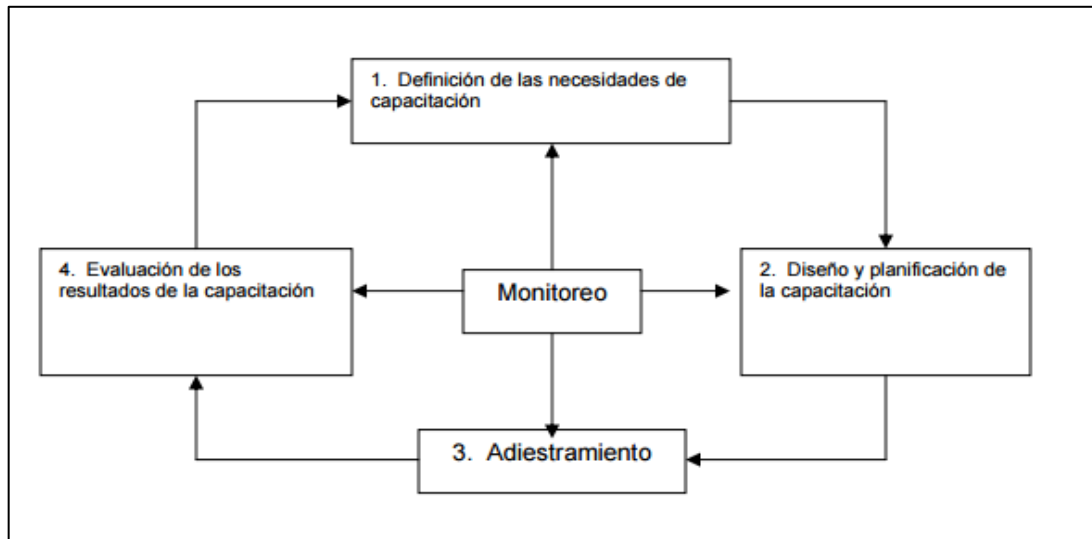 1. Definición de las necesidades de
capacitación
4. Evaluación de los
resultados de la capacitación
Monitoreo
2. Diseño y planificación de
la capacitación
3. Adiestramiento